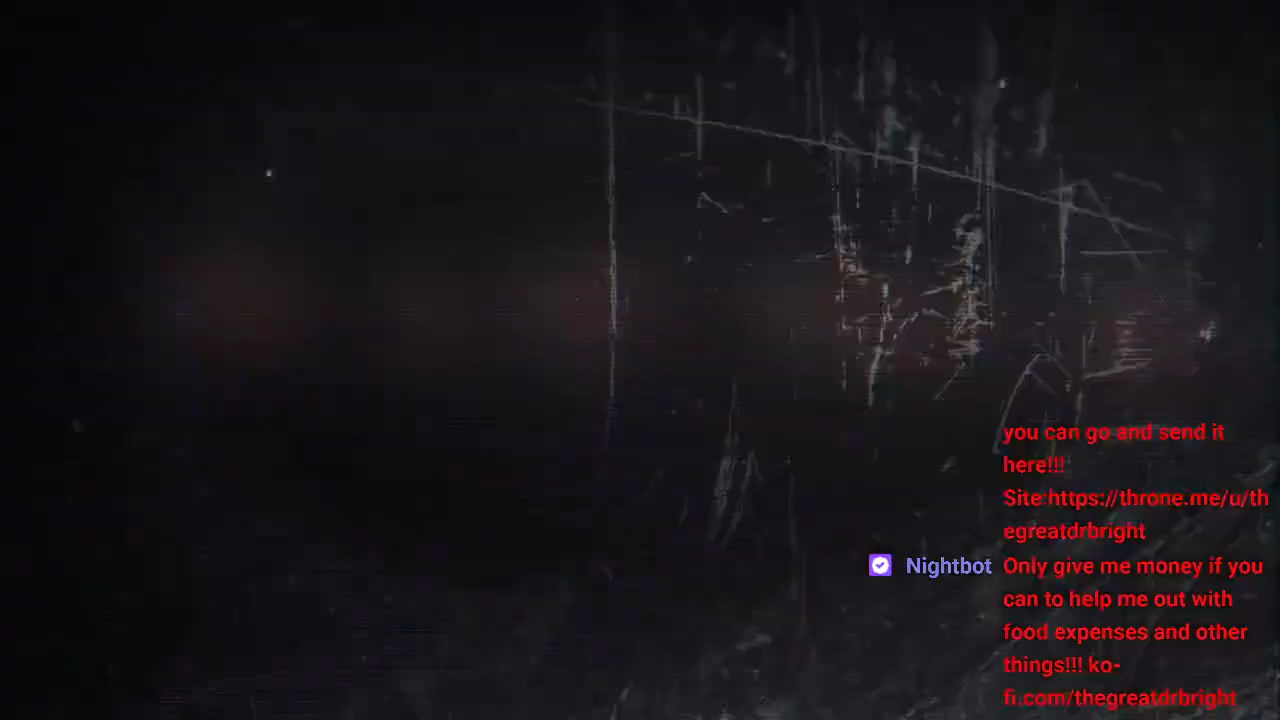 you can go and send it
here!!!
Site:https://throne.me/u/th
egreatdrbright
Nightbot Only give me money if you
can to help me out with
food expenses and other
things!!! ko-
fi.com/thegreatdrbright